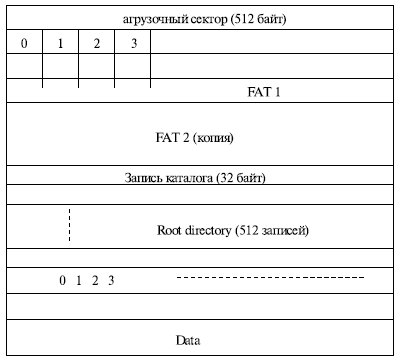 агрузочный сектор (512 байт)
0 1 2 3
FAT 1
FAT 2 (копия)
Запись каталога (32 байт)
Root directory (512 записей)
0 1 2 3
Data